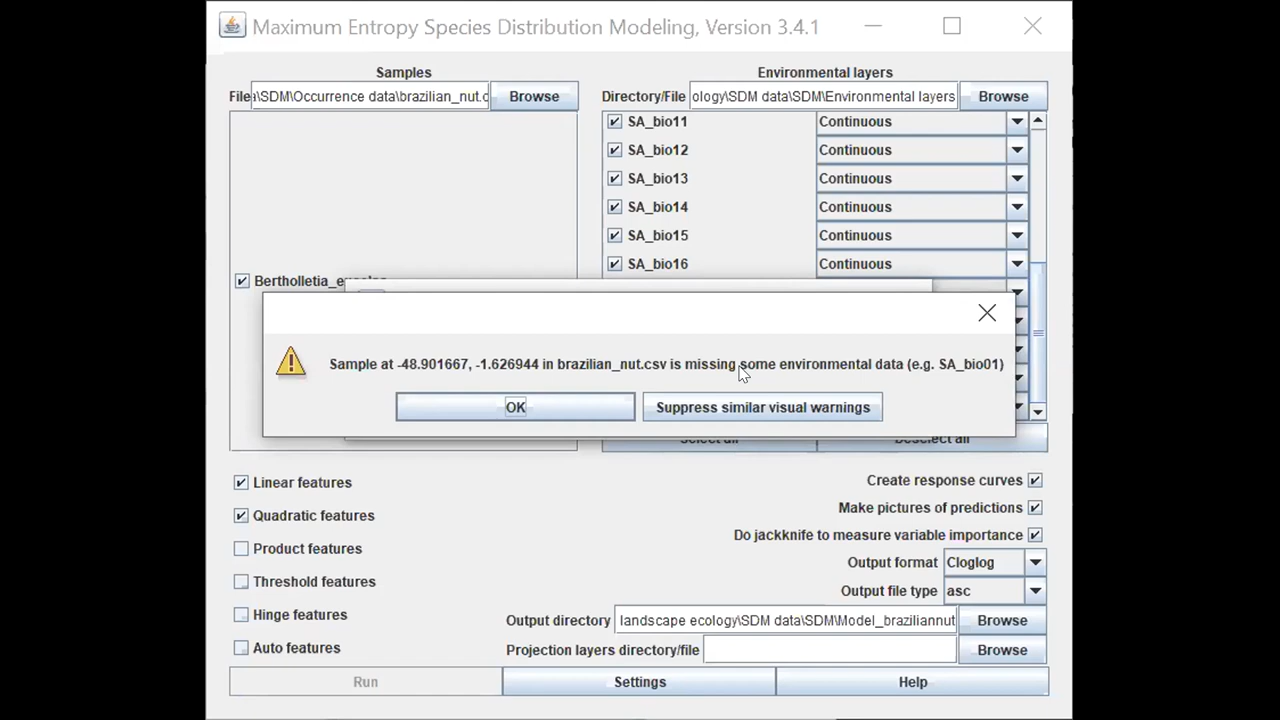 Maximum Entropy Species Distribution Modeling, Version 3.4.1
Samples
Environmental layers
File a\SDM\Occurrence data\brazilian_nut.c Browse
Directory/File ology\SDM data\SDM\Environmental layers Browse
SA_bio11 Continuous
SA_bio12 Continuous
SA_bio13 Continuous
SA_bio14 Continuous
SA_bio15 Continuous
SA_bio16 Continuous
Sample at -48.901667, -1.626944 in brazilian_nut.csv is missing some environmental data (e.g. SA_bio01)
OK
Suppress similar visual warnings
Select all
Deselect all
Linear features
Quadratic features
Product features
Threshold features
Hinge features
Auto features
Create response curves
Make pictures of predictions
Do jackknife to measure variable importance
Output format Cloglog
Output file type asc
Output directory landscape ecology\SDM data\SDM\Model_braziliannut Browse
Projection layers directory/file Browse
Run
Settings
Help